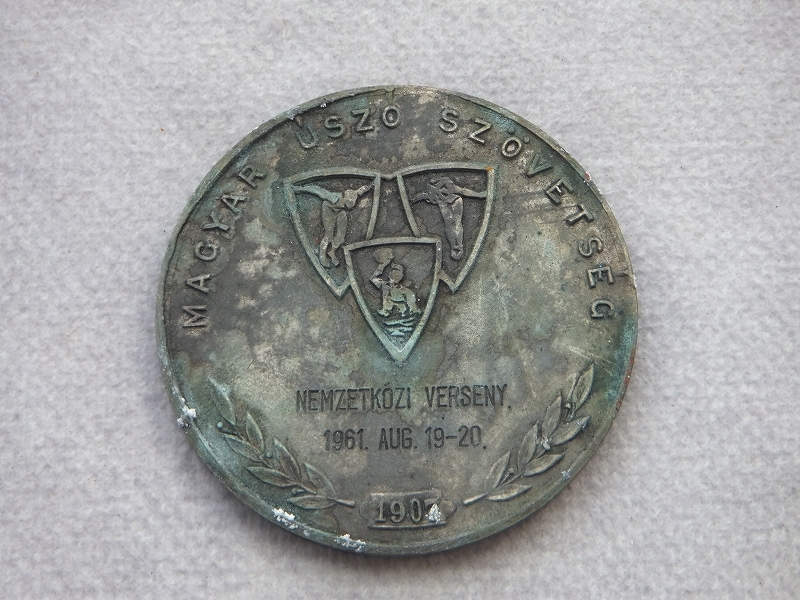 MAGYAR ÚSZÓ SZÖVETSÉG
NEMZETKÖZI VERSENY.
1961. AUG. 19-20.
1907